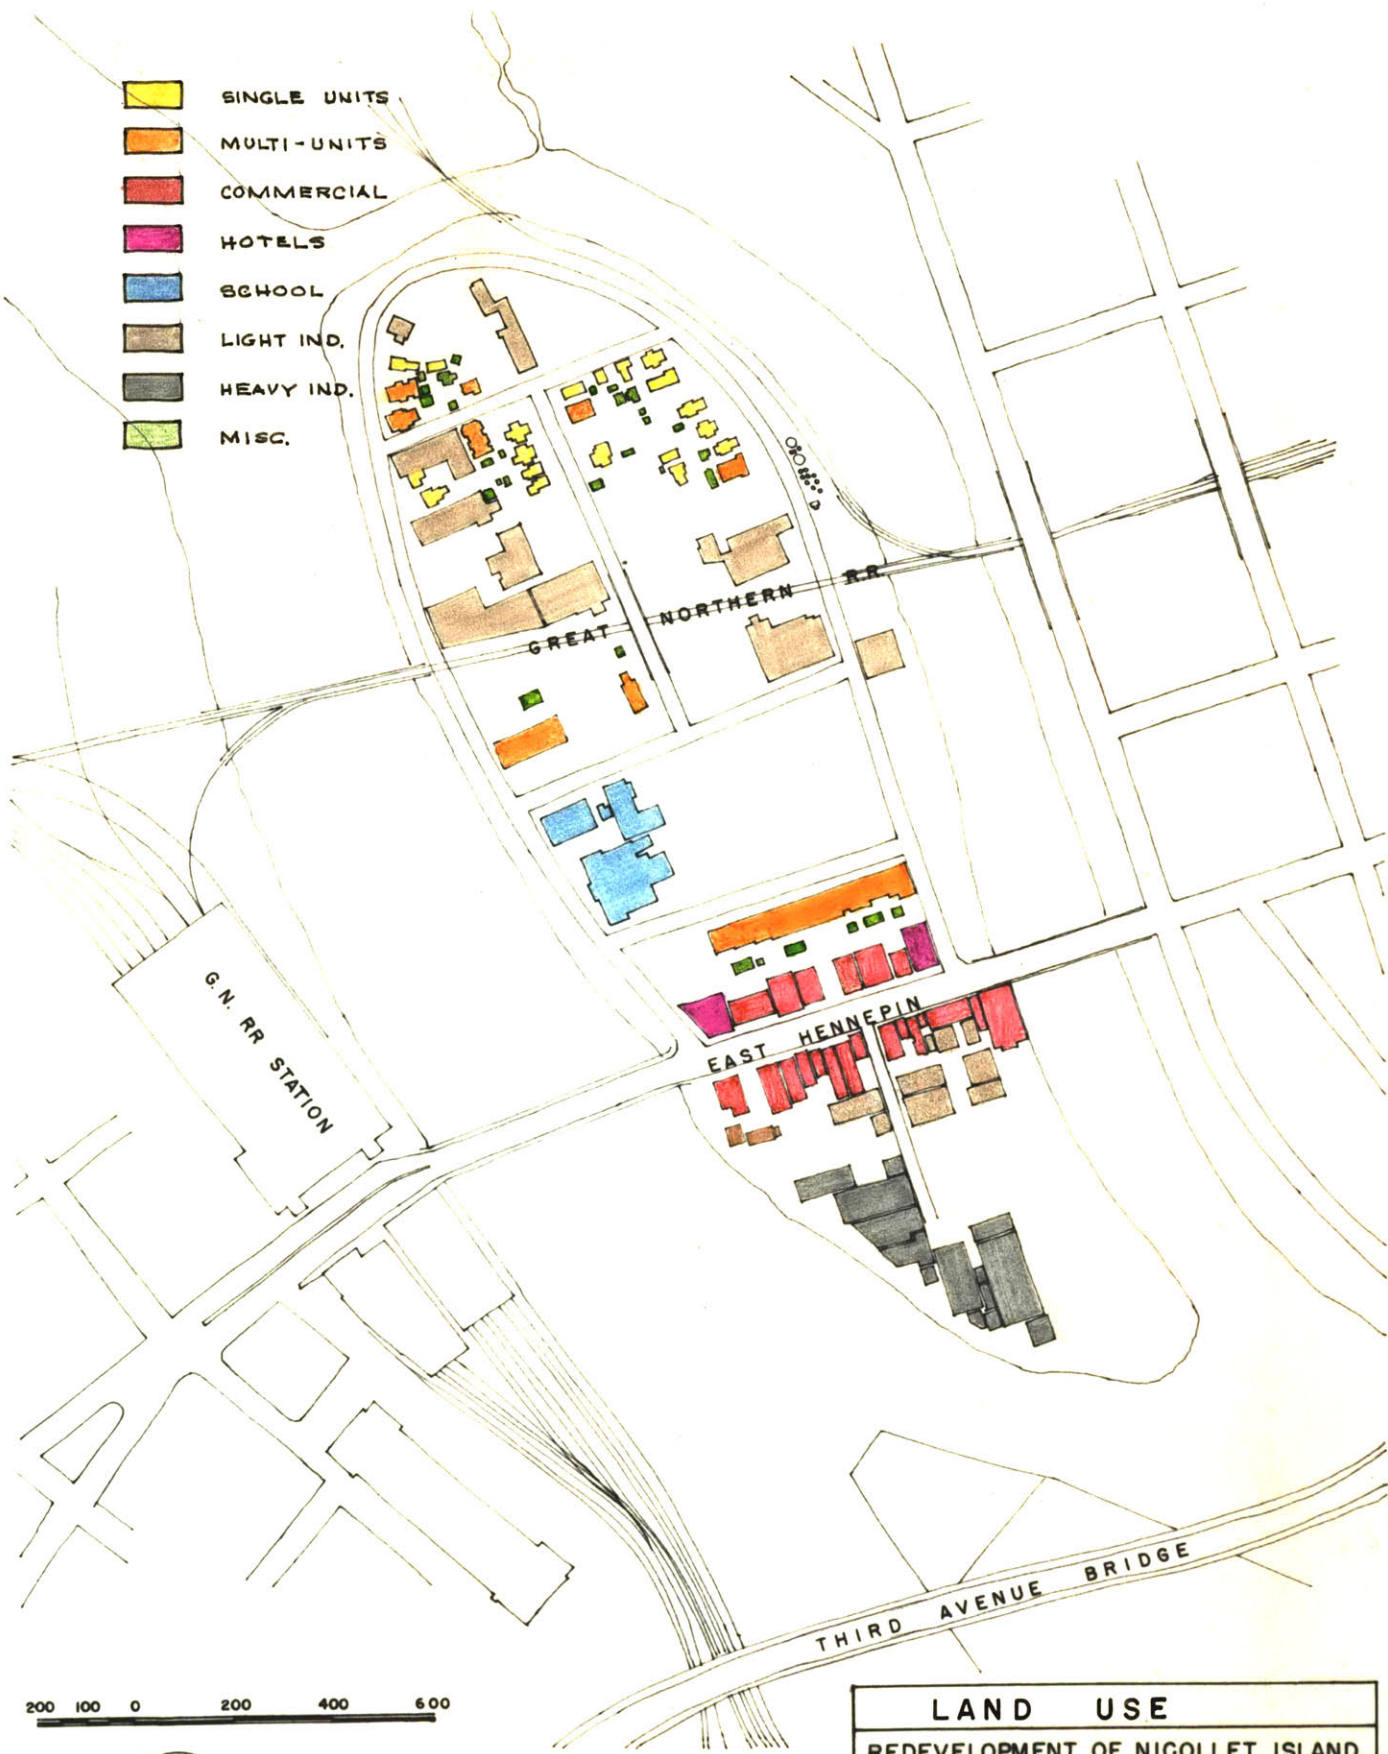 SINGLE UNITS
MULTI-UNITS
COMMERCIAL
HOTELS
SCHOOL
LIGHT IND.
HEAVY IND.
MISC.
GREAT NORTHERN R.R.
G.N. RR STATION
EAST HENNEPIN
THIRD AVENUE BRIDGE
200 100 0 200 400 600
LAND USE
REDEVELOPMENT OF NICOLLET ISLAND